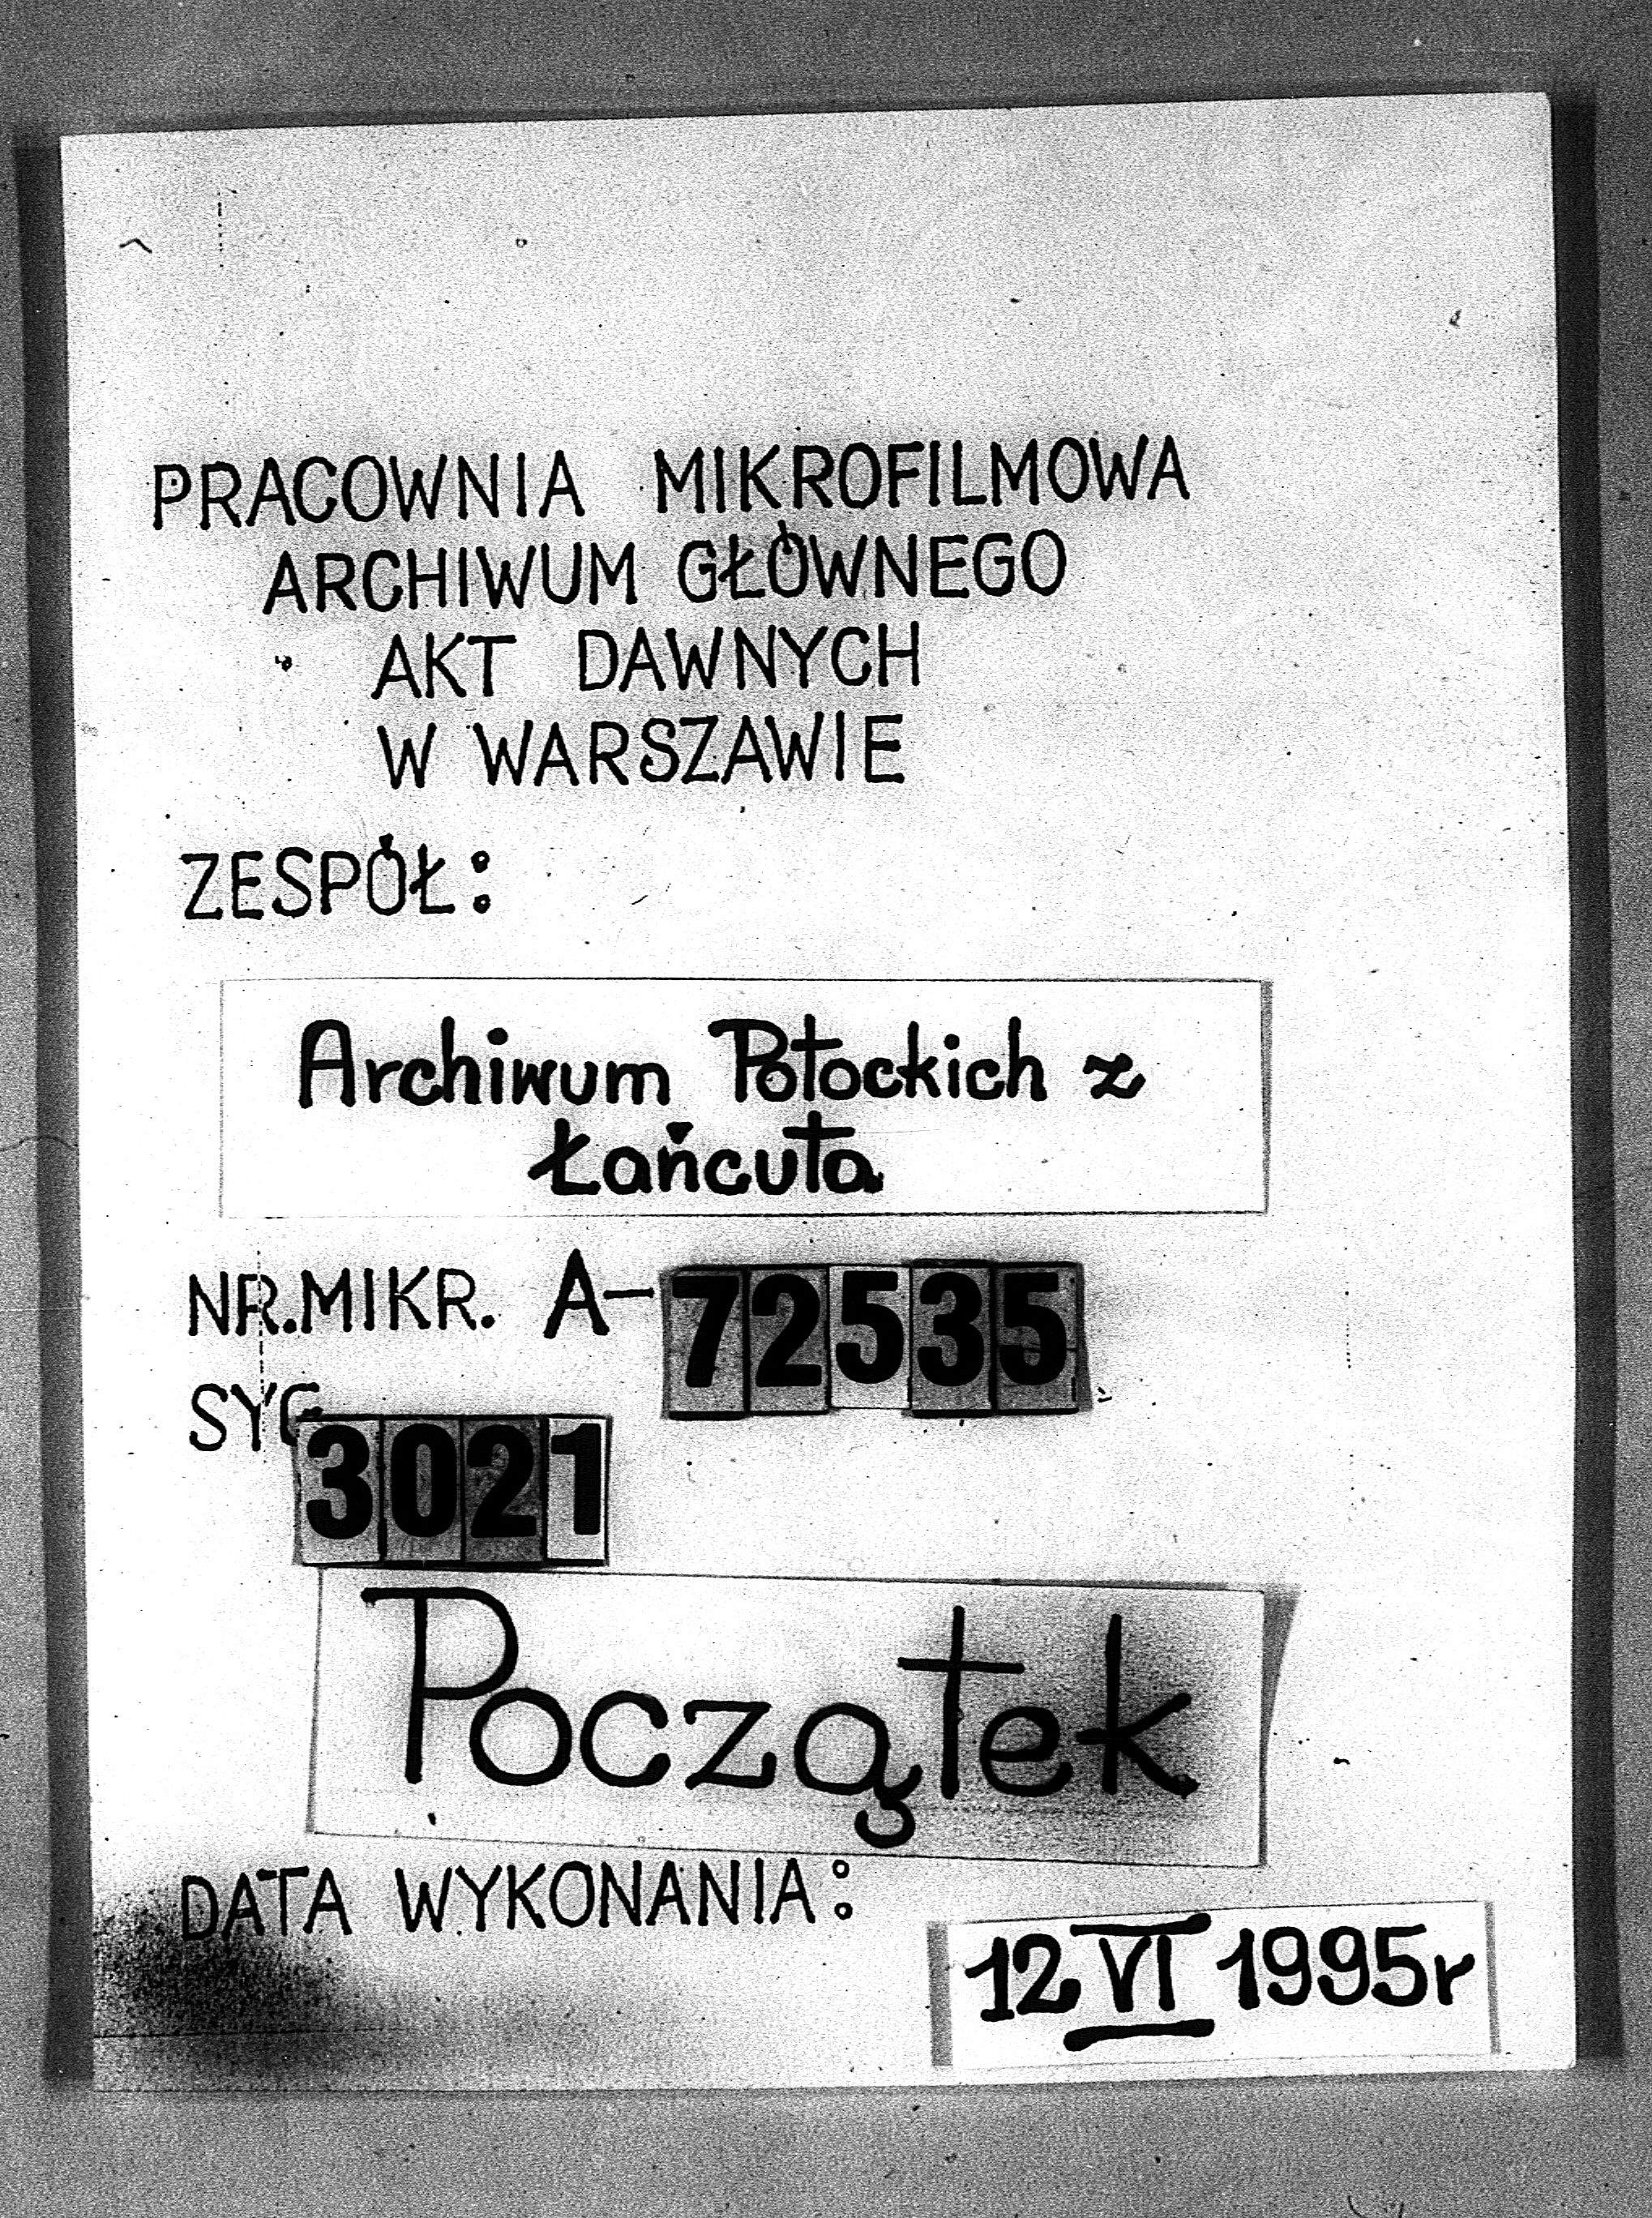 PRACOWNIA MIKROFILMOWA
ARCHIWUM GŁÓWNEGO
AKT DAWNYCH
W WARSZAWIE
ZESPÓŁ:
Archiwum Potockich z
Łańcuta
NR.MIKR. A-72535
SYG
3021
Początek
DATA WYKONANIA:
12 VI 1995r